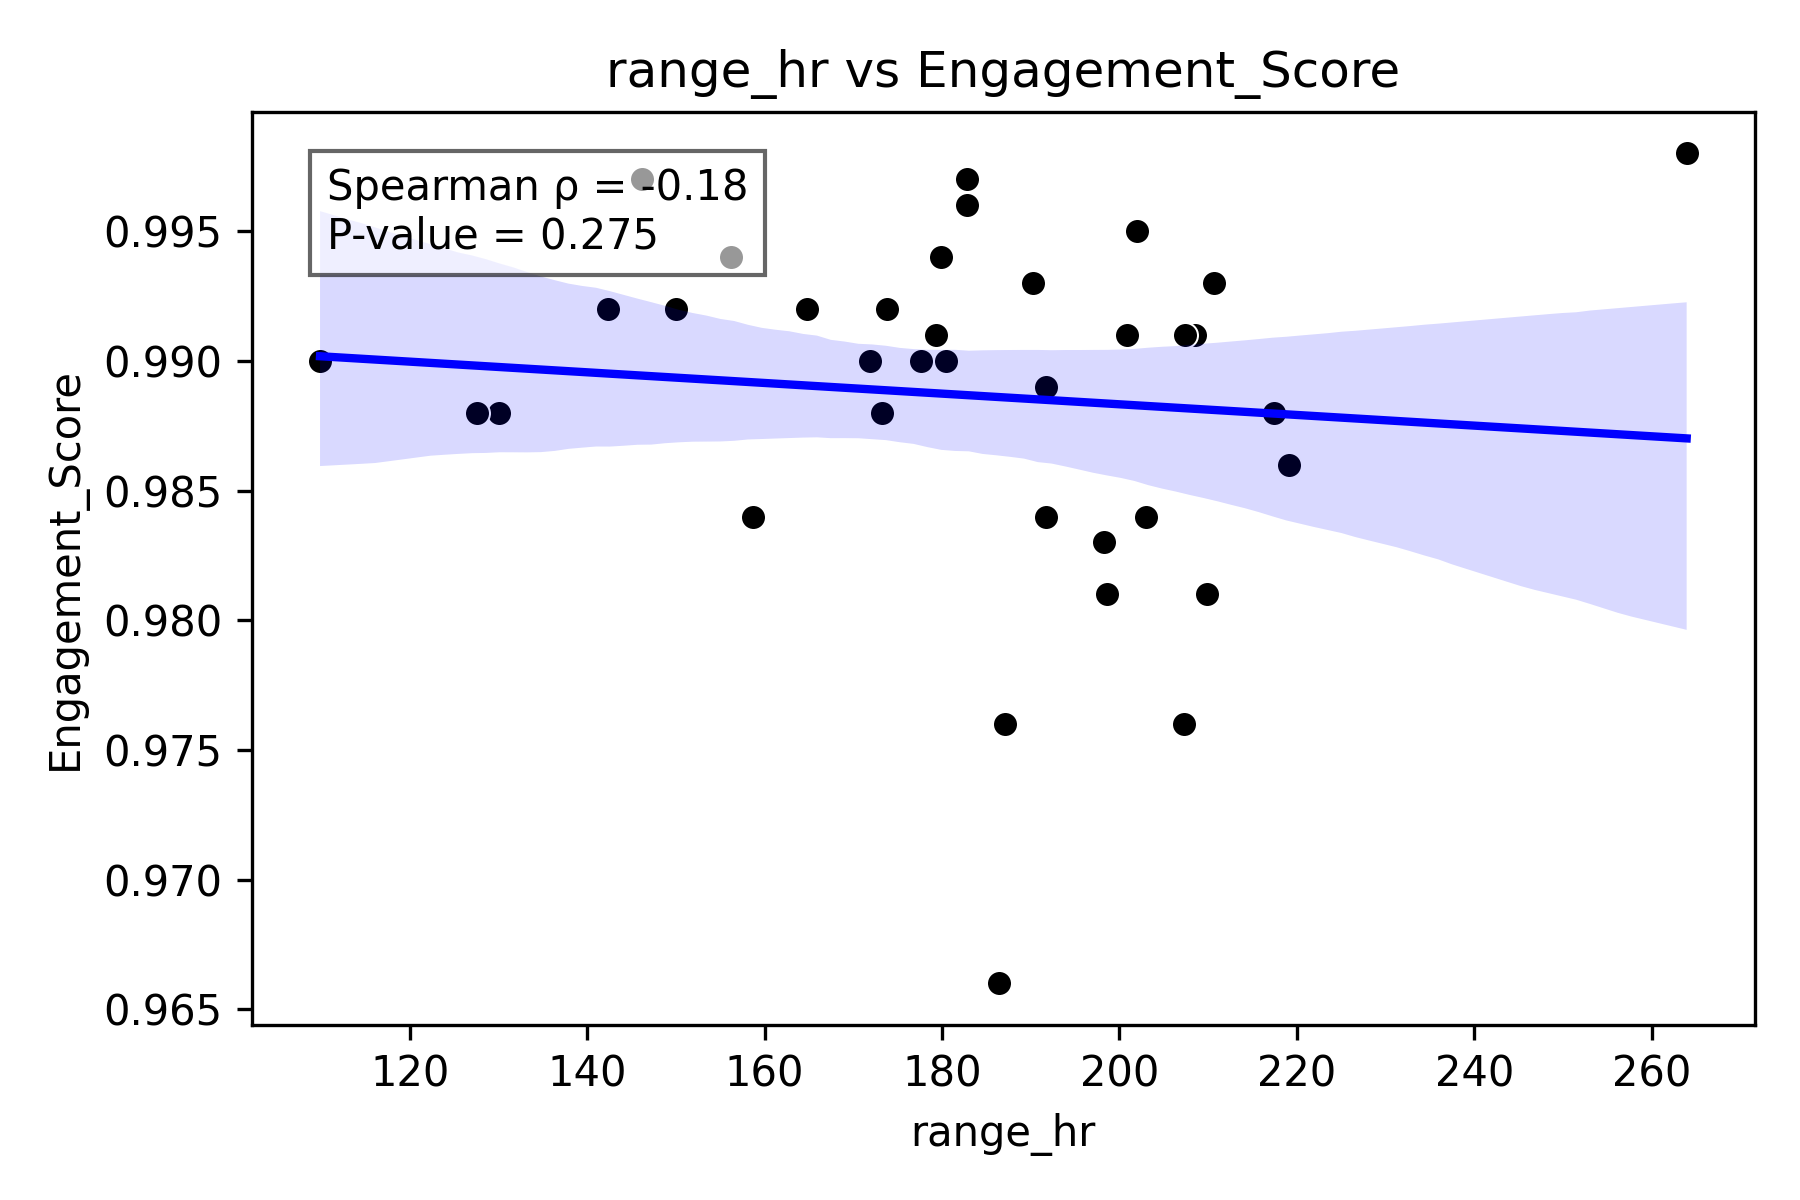 range_hr vs Engagement_Score
Spearman ρ = -0.18
P-value = 0.275
Engagement_Score
0.995
0.990
0.985
0.980
0.975
0.970
0.965
120 140 160 180 200 220 240 260
range_hr